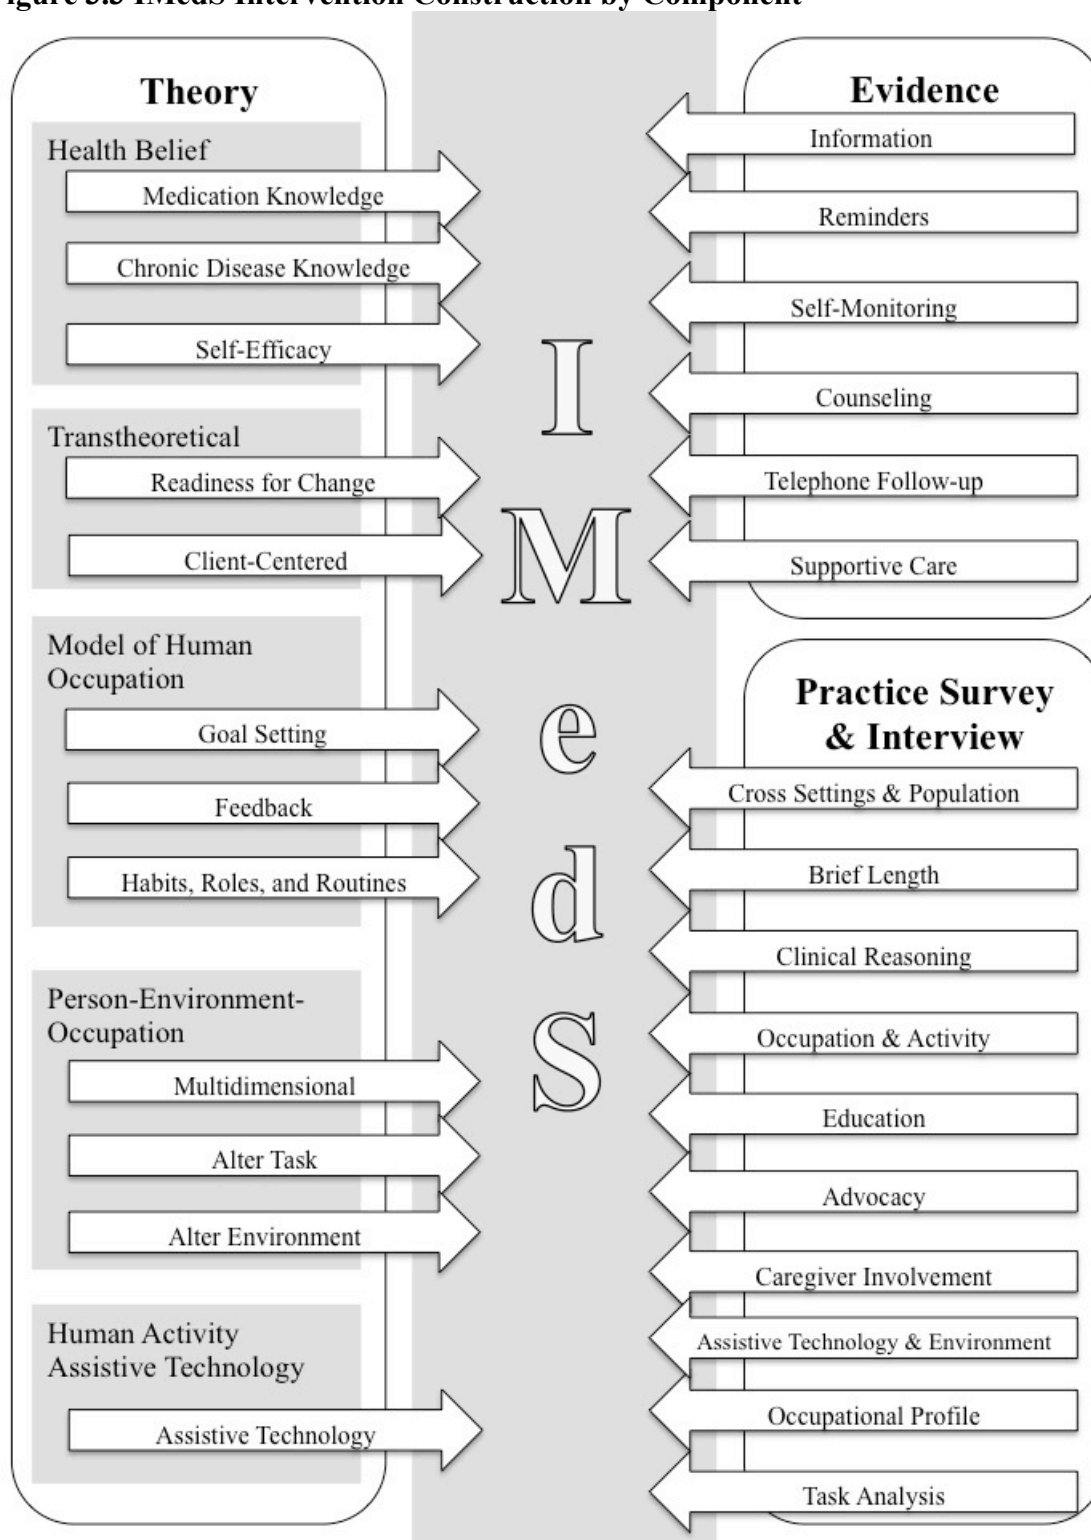 igure 3.3 IMedS Intervention Construction by Component
Theory
Health Belief
Medication Knowledge
Chronic Disease Knowledge
Self-Efficacy
Transtheoretical
Readiness for Change
Client-Centered
Model of Human
Occupation
Goal Setting
Feedback
Habits, Roles, and Routines
Person-Environment-
Occupation
Multidimensional
Alter Task
Alter Environment
Human Activity
Assistive Technology
Assistive Technology
I
M
e
d
S
Evidence
Information
Reminders
Self-Monitoring
Counseling
Telephone Follow-up
Supportive Care
Practice Survey
& Interview
Cross Settings & Population
Brief Length
Clinical Reasoning
Occupation & Activity
Education
Advocacy
Caregiver Involvement
Assistive Technology & Environment
Occupational Profile
Task Analysis